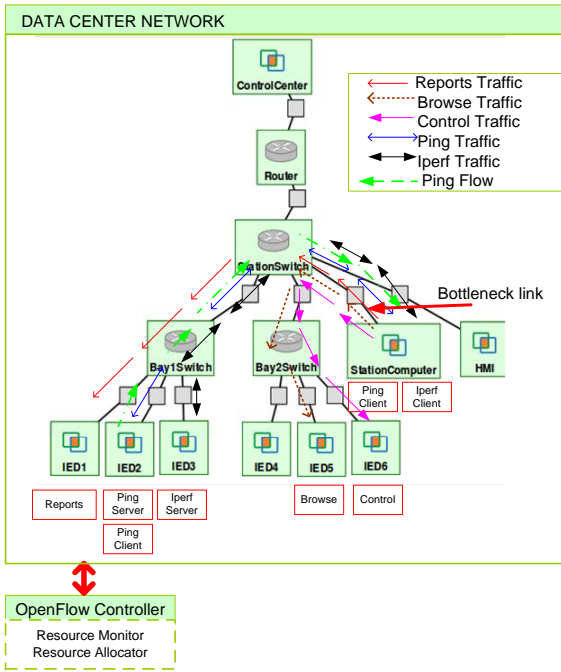 DATA CENTER NETWORK
ControlCenter
Reports Traffic
Browse Traffic
Control Traffic
Ping Traffic
Iperf Traffic
Ping Flow
Router
StationSwitch
Bottleneck link
Bay1Switch
Bay2Switch
StationComputer
HMI
Ping
Client
Iperf
Client
IED1
IED2
IED3
IED4
IED5
IED6
Reports
Ping
Server
Iperf
Server
Browse
Control
Ping
Client
OpenFlow Controller
Resource Monitor
Resource Allocator